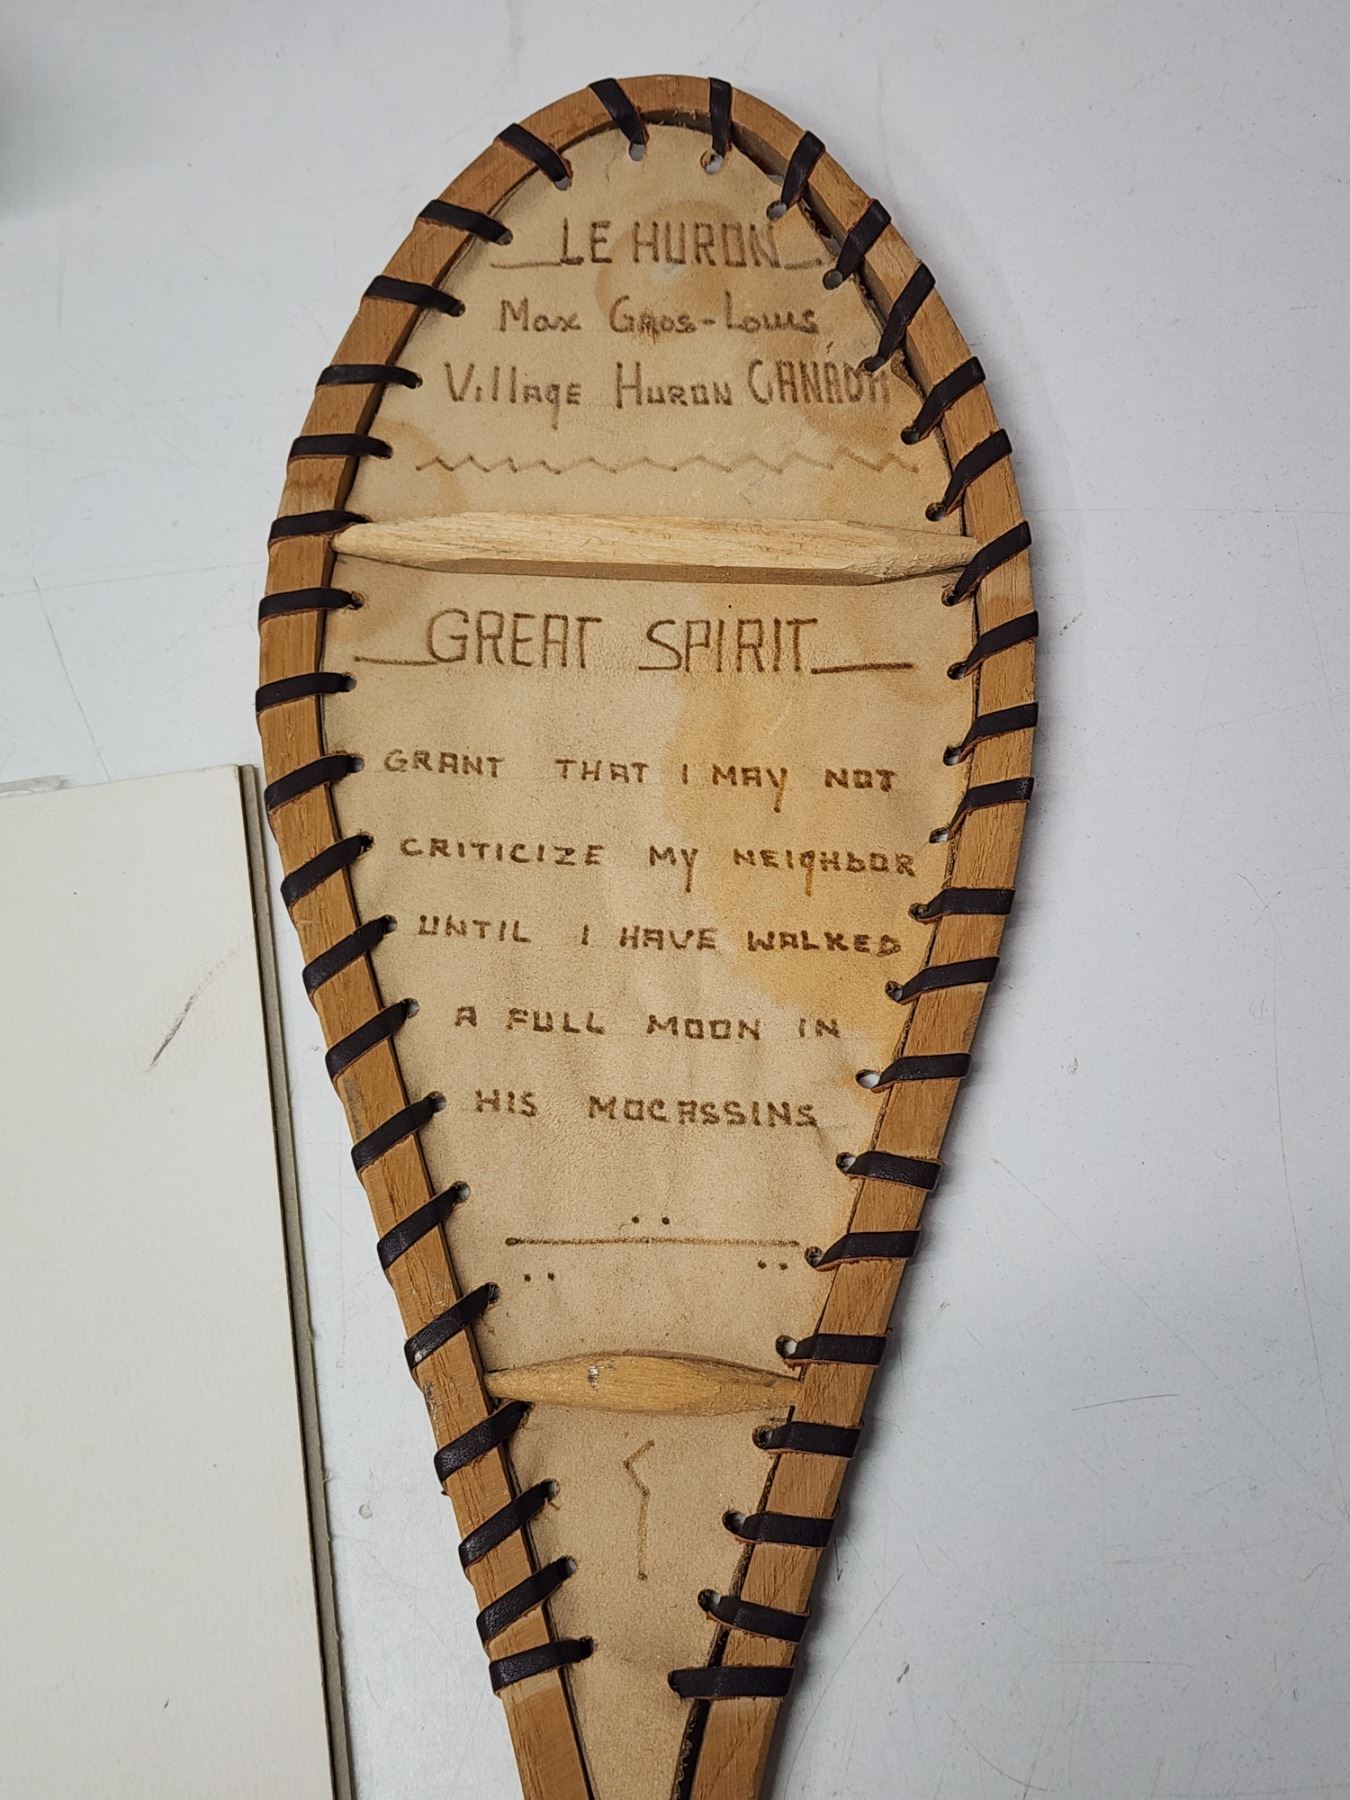 LE HURON
Max Gros-Louis
Village Huron CANADA
GREAT SPIRIT
GRANT THAT I MAY NOT
CRITICIZE MY NEIGHBOR
UNTIL I HAVE WALKED
A FULL MOON IN
HIS MOCASSINS